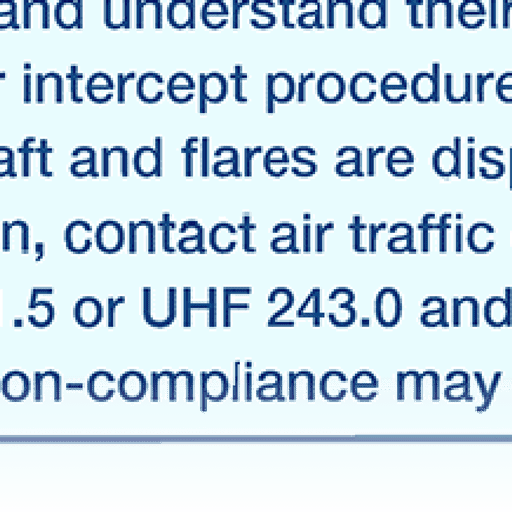 and understand their
r intercept procedure
aft and flares are disp
n, contact air traffic
.5 or UHF 243.0 and
on-compliance may